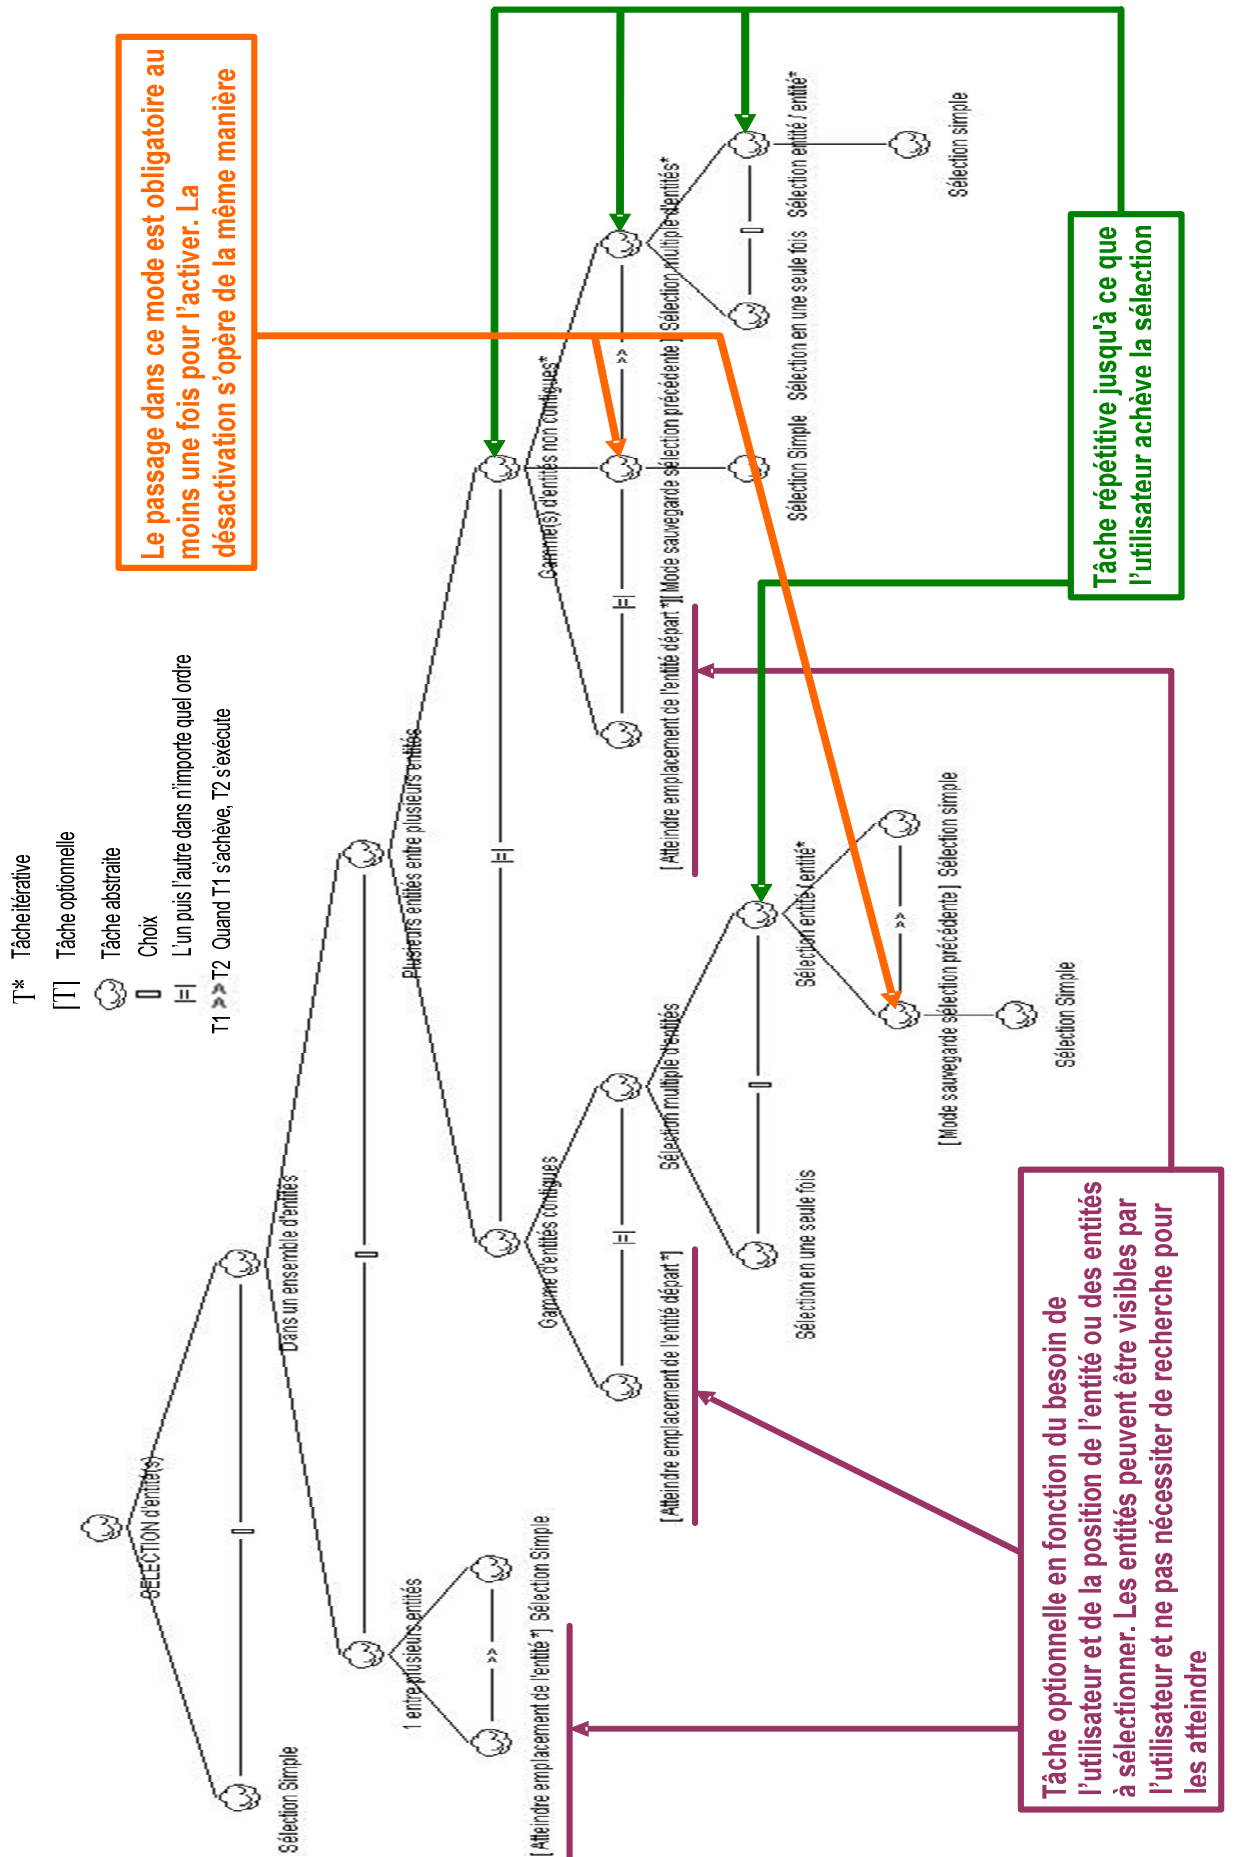 T* Tâcheitérative
[T] Tâche optionnelle
Tâche abstraite
[] Choix
|=| L'un puis l'autre dans n'importe quel ordre
T1 >> T2 Quand T1 s'achève, T2 s'exécute
Le passage dans ce mode est obligatoire au
moins une fois pour l'activer. La
désactivation s'opère de la même manière
SELECTION d'entité(s)
[]
Sélection Simple
Dans un ensemble d'entités
[]
1 entre plusieurs entités
Plusieurs entités entre plusieurs entités
>>
|=|
[ Atteindre emplacement de l'entité *] Sélection Simple
Gamme d'entités contigues
Gamme(s) d'entités non contigues*
|=|
|=|
>>
[Atteindre emplacement de l'entité départ *]
Sélection multiple d'entités
[ Atteindre emplacement de l'entité départ *]
[ Mode sauvegarde sélection précédente ]
Sélection multiple d'entités*
[]
[]
Sélection en une seule fois
Sélection entité / entité*
Sélection Simple
Sélection en une seule fois
Sélection entité / entité*
>>
[ Mode sauvegarde sélection précédente ] Sélection simple
Sélection simple
Sélection Simple
Tâche optionnelle en fonction du besoin de
l'utilisateur et de la position de l'entité ou des entités
à sélectionner. Les entités peuvent être visibles par
l'utilisateur et ne pas nécessiter de recherche pour
les atteindre
Tâche répétitive jusqu'à ce que
l'utilisateur achève la sélection